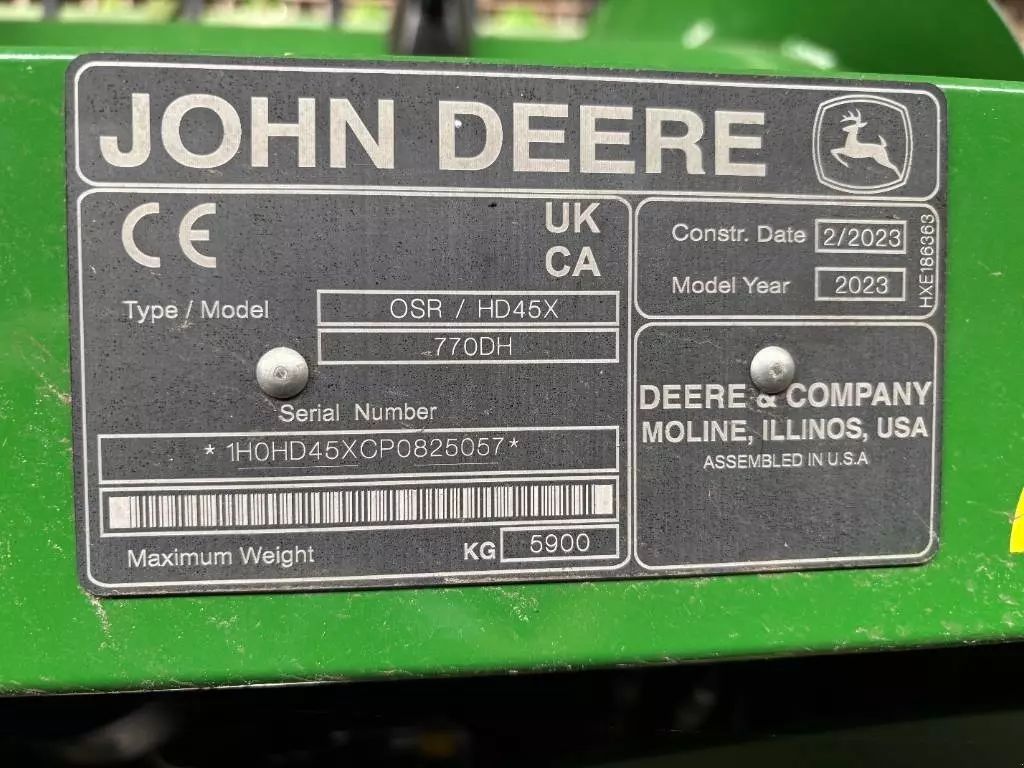 JOHN DEERE
CE
UK
CA
Constr. Date 2/2023
Model Year 2023
HXE186363
Type / Model OSR / HD45X
770DH
Serial Number
*1H0HD45XCP0825057*
Maximum Weight KG 5900
DEERE & COMPANY
MOLINE, ILLINOS, USA
ASSEMBLED IN U.S.A